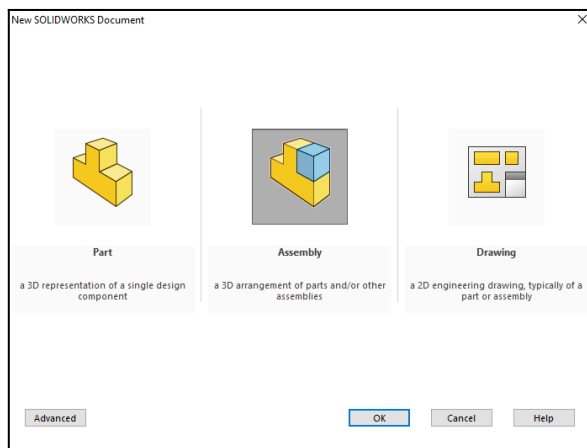 New SOLIDWORKS Document
Part
a 3D representation of a single design
component
Assembly
a 3D arrangement of parts and/or other
assemblies
Drawing
a 2D engineering drawing, typically of a
part or assembly
Advanced
OK
Cancel
Help